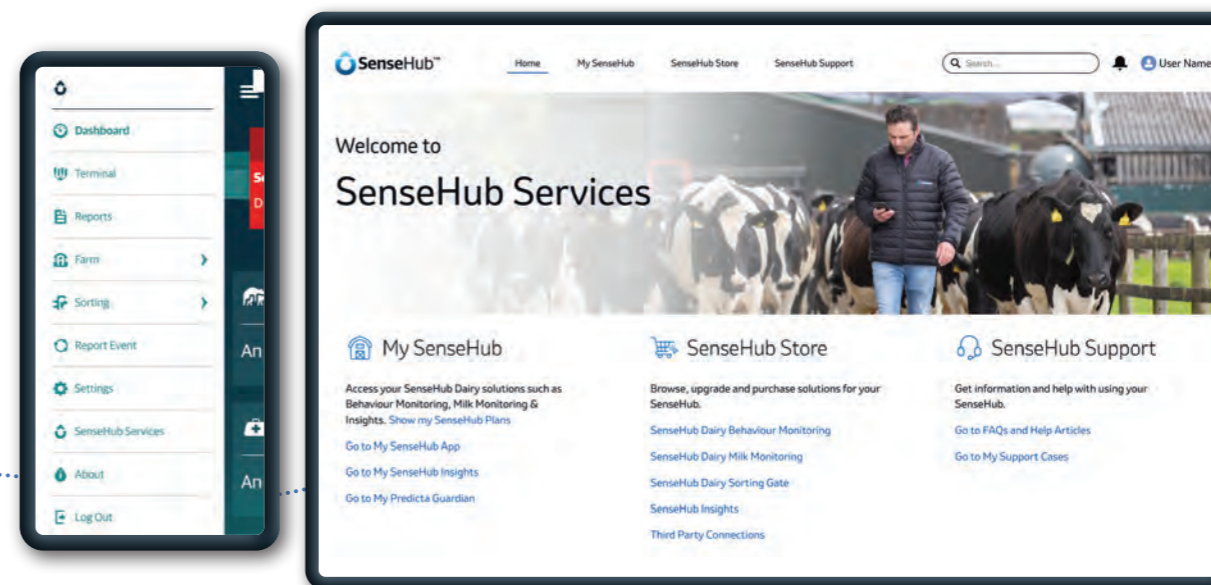 Dashboard
Terminal
Reports
Farm
Sorting
Report Event
Settings
SenseHub Services
About
Log Out
An
An
SenseHub™
Home
My SenseHub
SenseHub Store
SenseHub Support
Search...
User Name
Welcome to
SenseHub Services
My SenseHub
Access your SenseHub Dairy solutions such as
Behaviour Monitoring, Milk Monitoring &
Insights. Show my SenseHub Plans
Go to My SenseHub App
Go to My SenseHub Insights
Go to My Predicta Guardian
SenseHub Store
Browse, upgrade and purchase solutions for your
SenseHub.
SenseHub Dairy Behaviour Monitoring
SenseHub Dairy Milk Monitoring
SenseHub Dairy Sorting Gate
SenseHub Insights
Third Party Connections
SenseHub Support
Get information and help with using your
SenseHub.
Go to FAQs and Help Articles
Go to My Support Cases